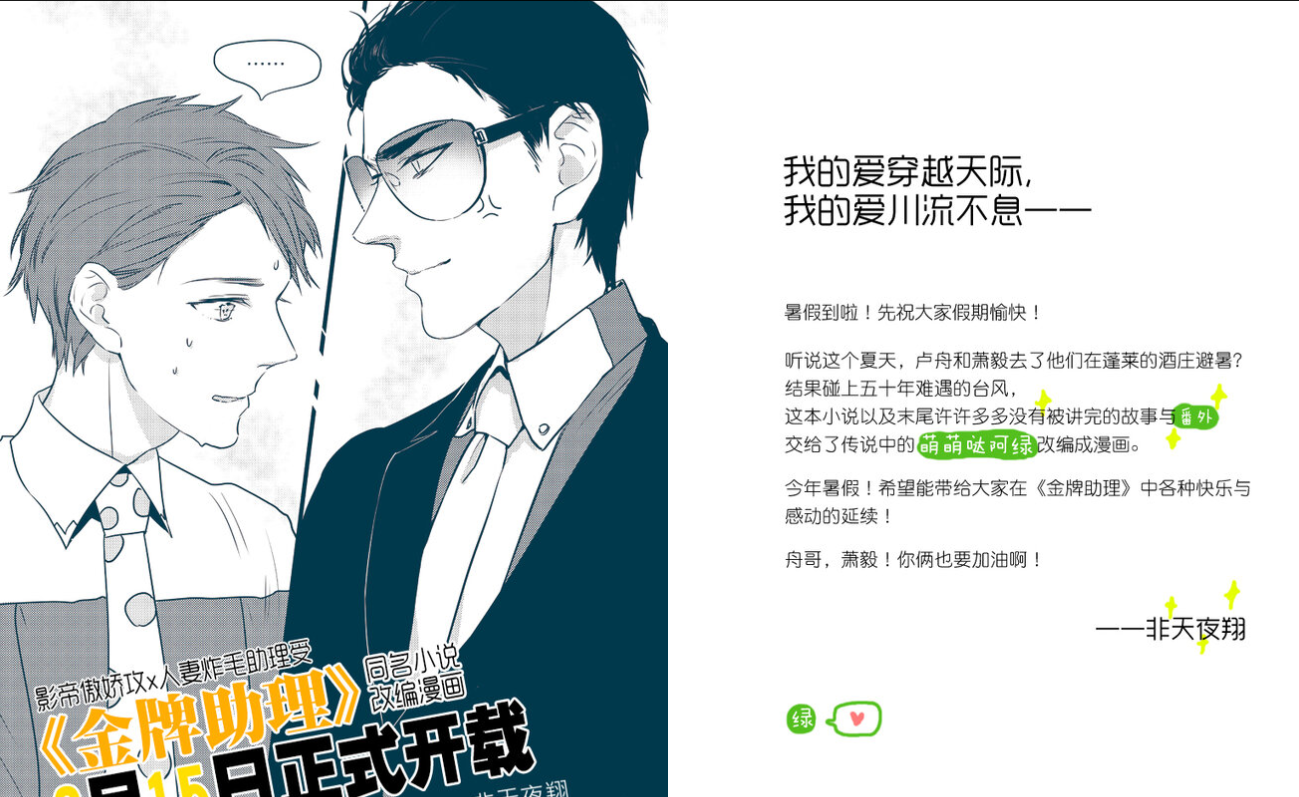 ……
影帝傲娇攻x人妻炸毛助理受
《金牌助理》
同名小说
改编漫画
月15日正式开载
非天夜翔
我的爱穿越天际,
我的爱川流不息——
暑假到啦！先祝大家假期愉快！
听说这个夏天，卢舟和萧毅去了他们在蓬莱的酒庄避暑？
结果碰上五十年难遇的台风，
这本小说以及末尾许许多多没有被讲完的故事与番外
交给了传说中的 萌萌哒阿绿改编成漫画。
今年暑假！希望能带给大家在《金牌助理》中各种快乐与
感动的延续！
舟哥，萧毅！你俩也要加油啊！
——非天夜翔
绿